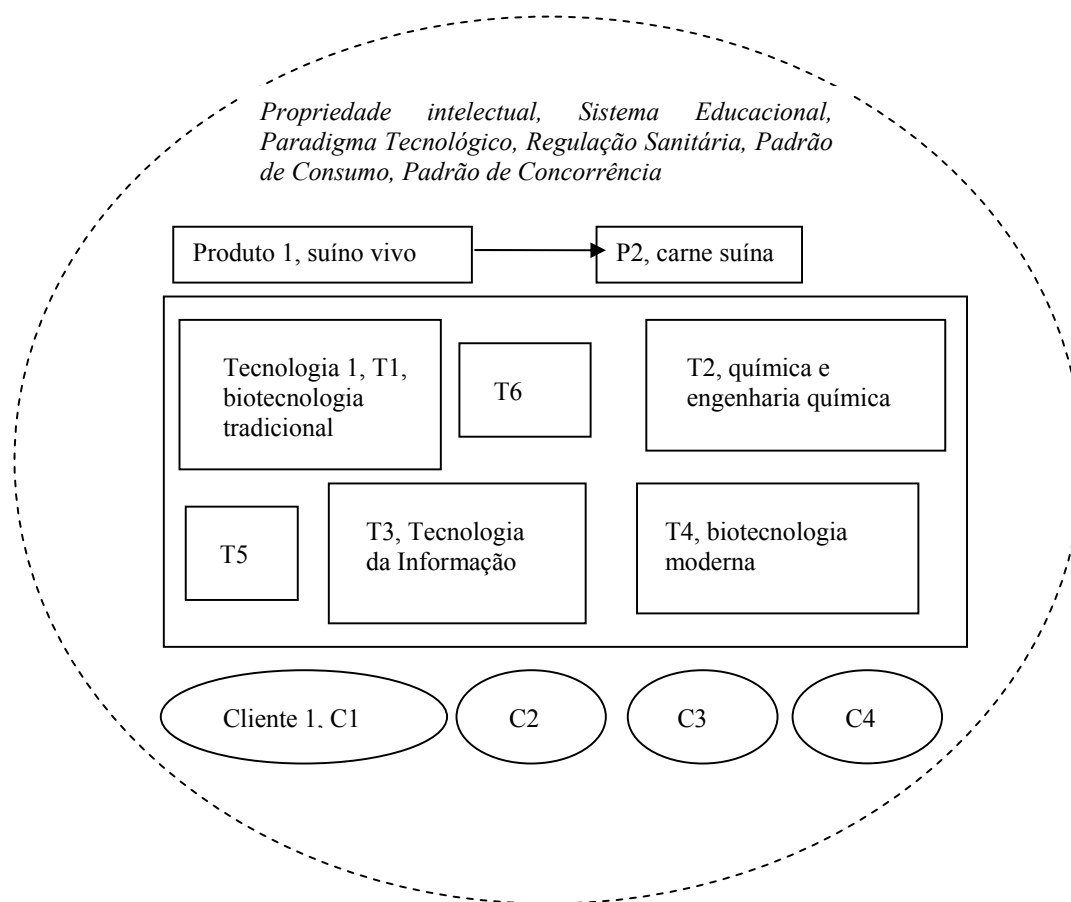 Propriedade intelectual, Sistema Educacional,
Paradigma Tecnológico, Regulação Sanitária, Padrão
de Consumo, Padrão de Concorrência
Produto 1, suíno vivo
P2, carne suína
Tecnologia 1, T1,
biotecnologia
tradicional
T6
T2, química e
engenharia química
T5
T3, Tecnologia
da Informação
T4, biotecnologia
moderna
Cliente 1, C1
C2
C3
C4